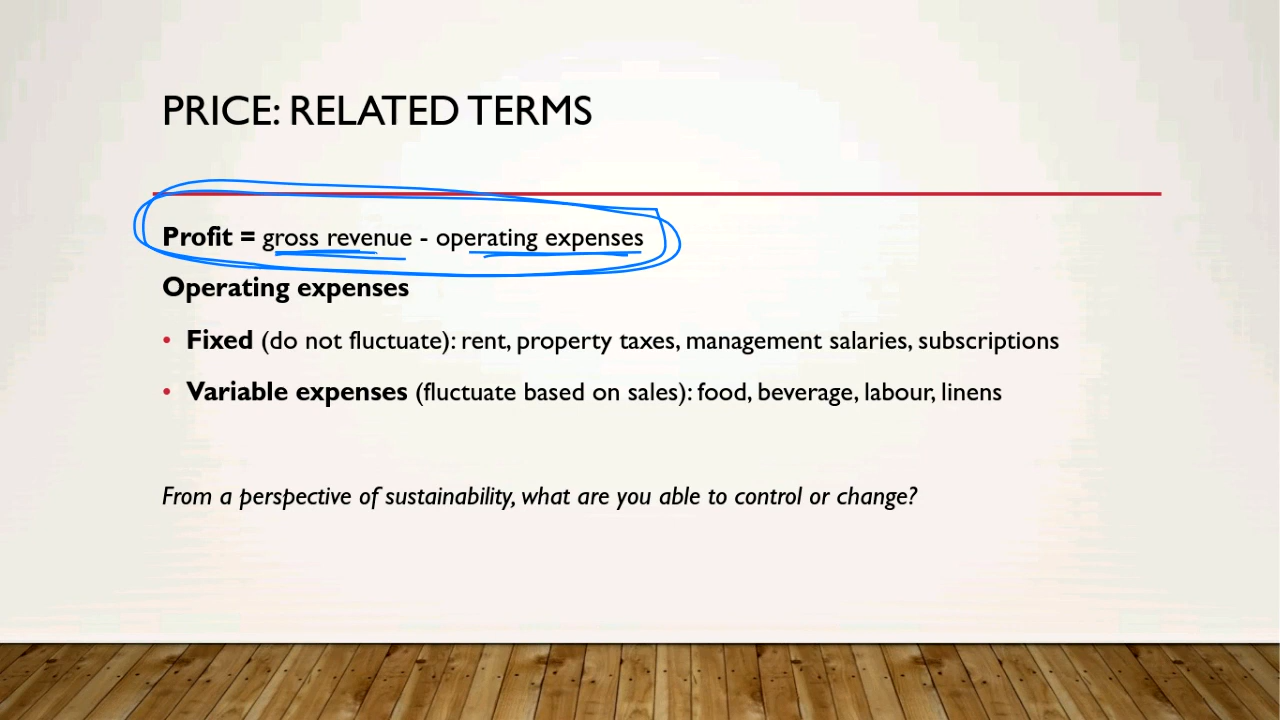 PRICE: RELATED TERMS
Profit = gross revenue - operating expenses
Operating expenses
• Fixed (do not fluctuate): rent, property taxes, management salaries, subscriptions
• Variable expenses (fluctuate based on sales): food, beverage, labour, linens
From a perspective of sustainability, what are you able to control or change?